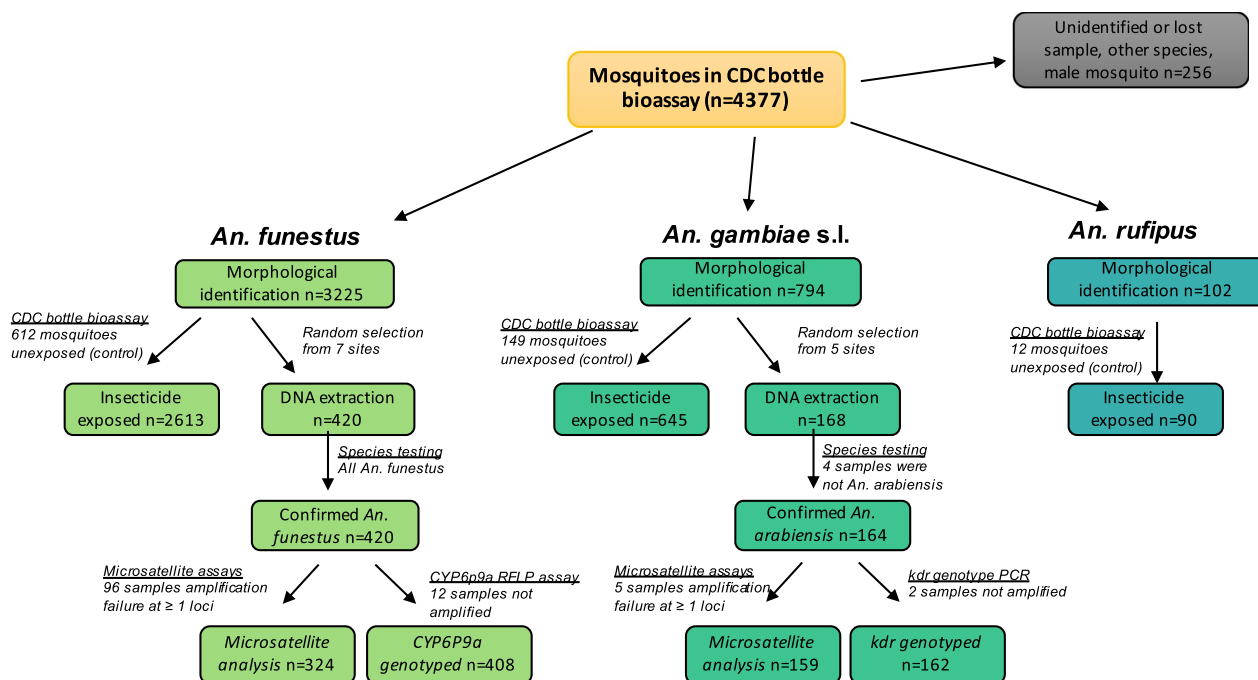 Unidentified or lost
sample, other species,
male mosquito n=256
Mosquitoes in CDC bottle
bioassay (n=4377)
An. funestus
An. gambiae s.l.
An. rufipus
Morphological
identification n=3225
Morphological
identification n=794
Morphological
identification n=102
CDC bottle bioassay
612 mosquitoes
unexposed (control)
Random selection
from 7 sites
CDC bottle bioassay
149 mosquitoes
unexposed (control)
Random selection
from 5 sites
CDC bottle bioassay
12 mosquitoes
unexposed (control)
Insecticide
exposed n=2613
DNA extraction
n=420
Insecticide
exposed n=645
DNA extraction
n=168
Insecticide
exposed n=90
Species testing
All An. funestus
Species testing
4 samples were
not An. arabiensis
Confirmed An.
funestus n=420
Confirmed An.
arabiensis n=164
Microsatellite assays
96 samples amplification
failure at ≥ 1 loci
CYP6p9a RFLP assay
12 samples not
amplified
Microsatellite assays
5 samples amplification
failure at ≥ 1 loci
kdr genotype PCR
2 samples not amplified
Microsatellite
analysis n=324
CYP6P9a
genotyped n=408
Microsatellite
analysis n=159
kdr genotyped
n=162